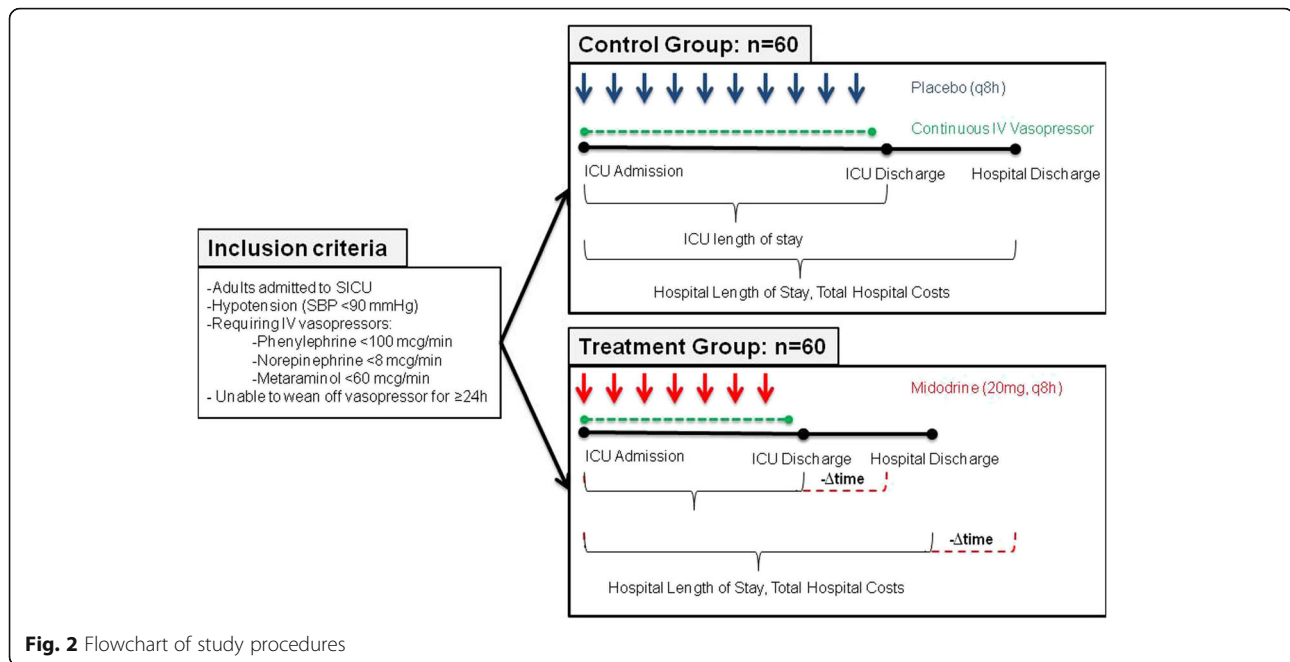 Inclusion criteria
-Adults admitted to SICU
-Hypotension (SBP <90 mmHg)
-Requiring IV vasopressors:
-Phenylephrine <100 mcg/min
-Norepinephrine <8 mcg/min
-Metaraminol <60 mcg/min
- Unable to wean off vasopressor for ≥24h
Control Group: n=60
Placebo (q8h)
Continuous IV Vasopressor
ICU Admission ICU Discharge Hospital Discharge
ICU length of stay
Hospital Length of Stay, Total Hospital Costs
Treatment Group: n=60
Midodrine (20mg, q8h)
ICU Admission ICU Discharge Hospital Discharge
-Δtime
-Δtime
Hospital Length of Stay, Total Hospital Costs
Fig. 2 Flowchart of study procedures